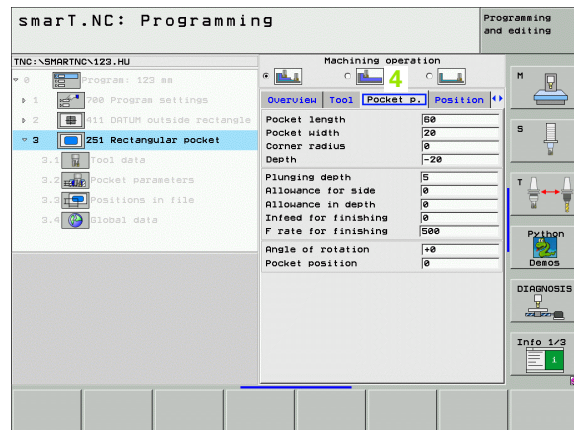 smarT.NC: Programming
Programming
and editing
TNC:\SMARTNC\123.HU
0 Program: 123 mm
1 700 Program settings
2 411 DATUM outside rectangle
3 251 Rectangular pocket
3.1 Tool data
3.2 Pocket parameters
3.3 Positions in file
3.4 Global data
Machining operation
4
Overview Tool Pocket p. Position
Pocket length 60
Pocket width 20
Corner radius 0
Depth -20
Plunging depth 5
Allowance for side 0
Allowance in depth 0
Infeed for finishing 0
F rate for finishing 500
Angle of rotation +0
Pocket position 0
M
S
T
Python
Demos
DIAGNOSIS
Info 1/3
i